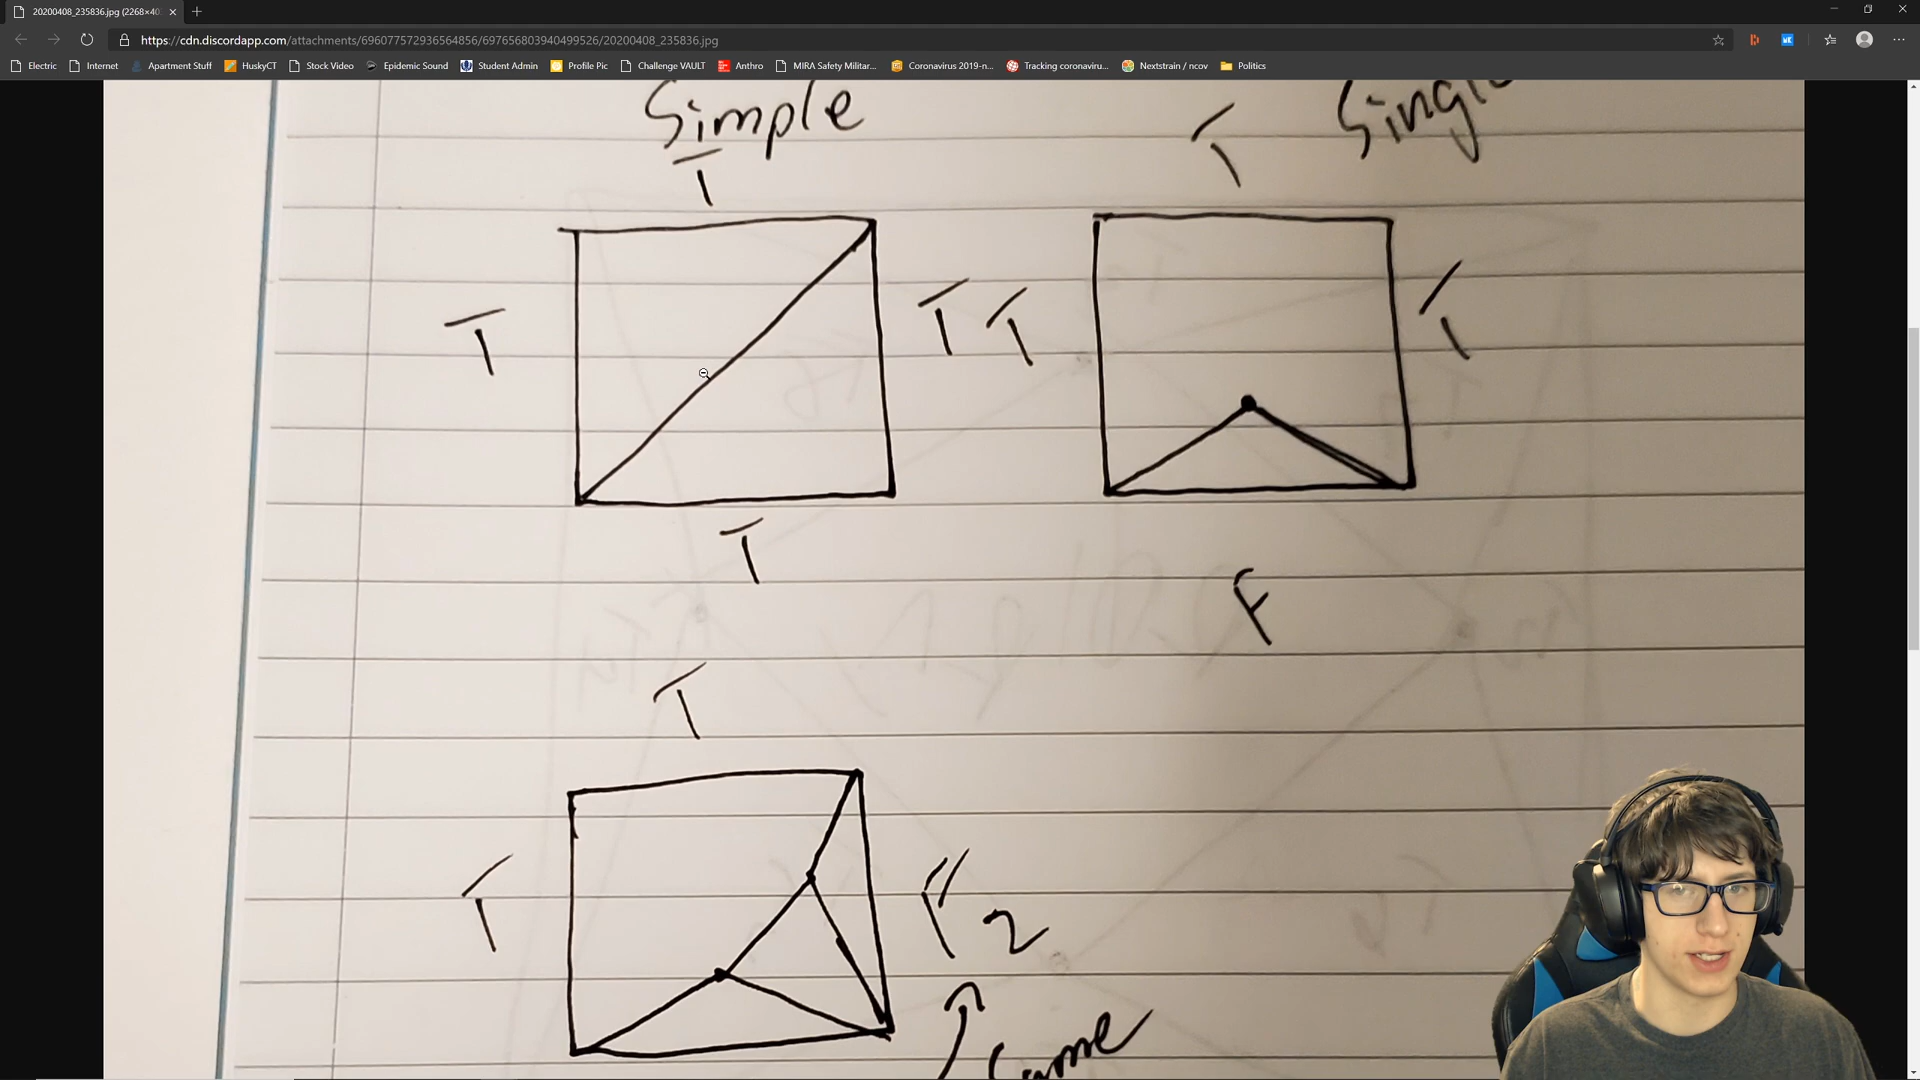 20200408_235836.jpg (2268×40
https://cdn.discordapp.com/attachments/696077572936564856/697656803940499526/20200408_235836.jpg
Electric Internet Apartment Stuff HuskyCT Stock Video Epidemic Sound Student Admin Profile Pic Challenge VAULT Anthro MIRA Safety Militar... Coronavirus 2019-n... Tracking coronaviru... Nextstrain / ncov Politics
Simple Singl
T T
T T T T
T F
T
T F 2
Same